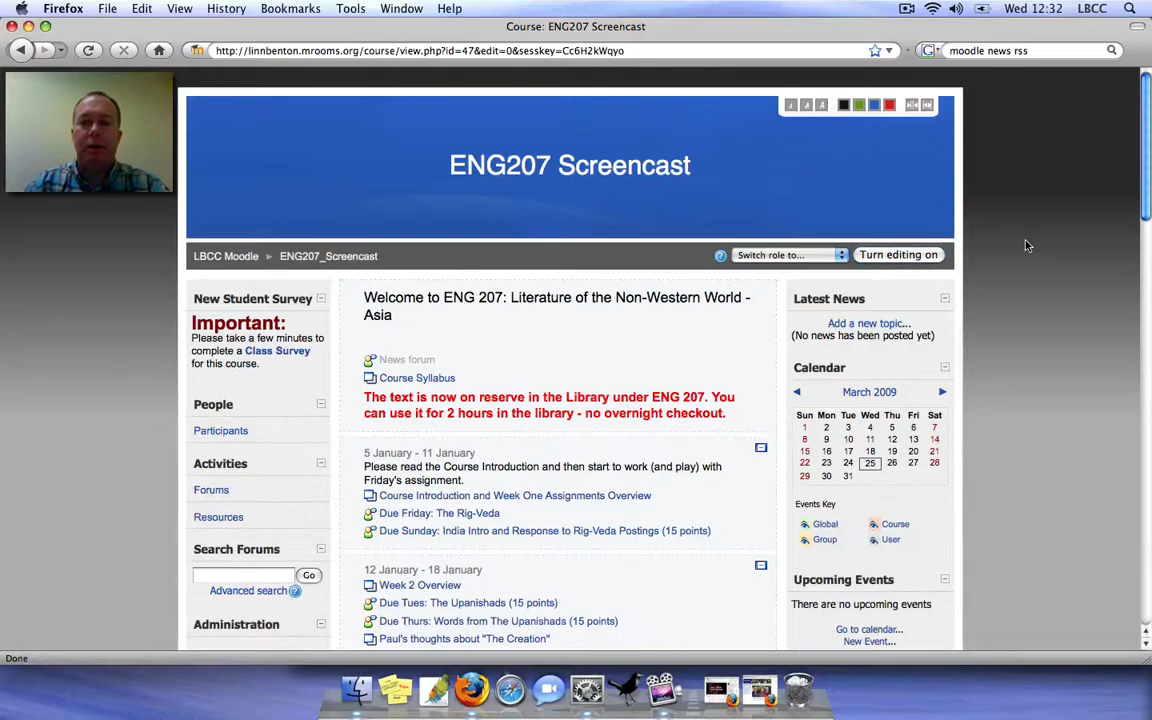 Firefox File Edit View History Bookmarks Tools Window Help Wed 12:32 LBCC
Course: ENG207 Screencast
http://linnbenton.mrooms.org/course/view.php?id=47&edit=0&sesskey=Cc6H2kWqyo
moodle news rss
ENG207 Screencast
LBCC Moodle ► ENG207_Screencast
Switch role to...
Turn editing on
New Student Survey
Important:
Please take a few minutes to
complete a Class Survey
for this course.
People
Participants
Activities
Forums
Resources
Search Forums
Go
Advanced search
Administration
Welcome to ENG 207: Literature of the Non-Western World -
Asia
News forum
Course Syllabus
The text is now on reserve in the Library under ENG 207. You
can use it for 2 hours in the library - no overnight checkout.
5 January - 11 January
Please read the Course Introduction and then start to work (and play) with
Friday's assignment.
Course Introduction and Week One Assignments Overview
Due Friday: The Rig-Veda
Due Sunday: India Intro and Response to Rig-Veda Postings (15 points)
12 January - 18 January
Week 2 Overview
Due Tues: The Upanishads (15 points)
Due Thurs: Words from The Upanishads (15 points)
Paul's thoughts about "The Creation"
Latest News
Add a new topic...
(No news has been posted yet)
Calendar
◄ March 2009 ►
Sun Mon Tue Wed Thu Fri Sat
1 2 3 4 5 6 7
8 9 10 11 12 13 14
15 16 17 18 19 20 21
22 23 24 25 26 27 28
29 30 31
Events Key
Global Course
Group User
Upcoming Events
There are no upcoming events
Go to calendar...
New Event...
Done